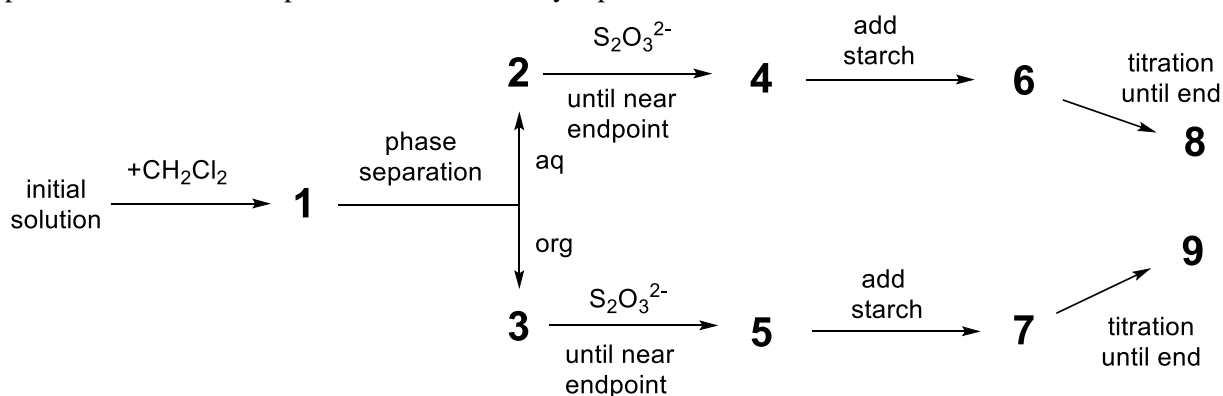 2
S₂O₃²⁻
until near
endpoint
4
add
starch
6
titration
until end
8
initial
solution
+CH₂Cl₂
1
phase
separation
aq
org
3
S₂O₃²⁻
until near
endpoint
5
add
starch
7
9
titration
until end